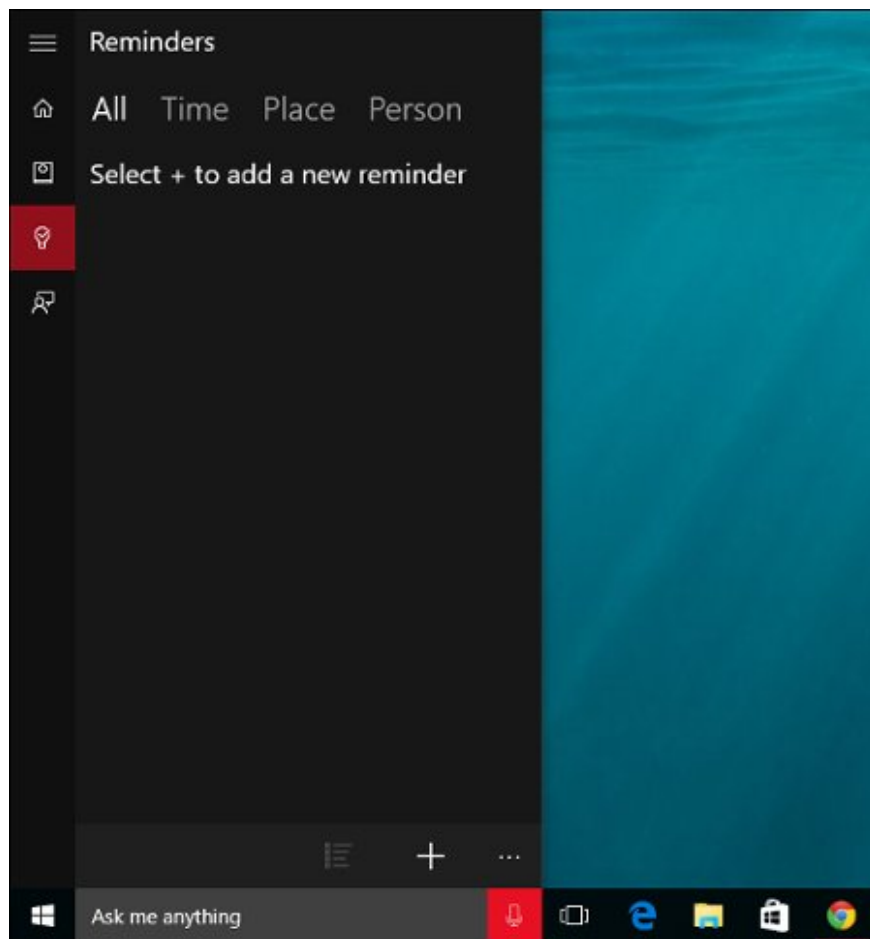 Reminders
All Time Place Person
Select + to add a new reminder
Ask me anything